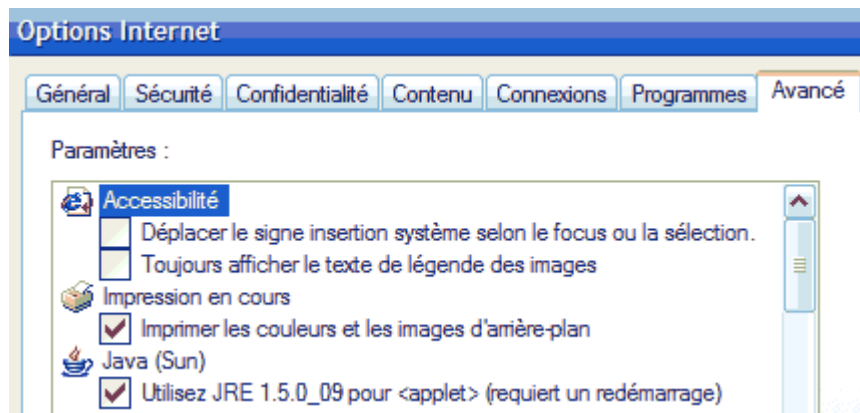 Options Internet
Général Sécurité Confidentialité Contenu Connexions Programmes Avancé
Paramètres :
Accessibilité
Déplacer le signe insertion système selon le focus ou la sélection.
Toujours afficher le texte de légende des images
Impression en cours
Imprimer les couleurs et les images d'arrière-plan
Java (Sun)
Utilisez JRE 1.5.0_09 pour <applet> (requiert un redémarrage)